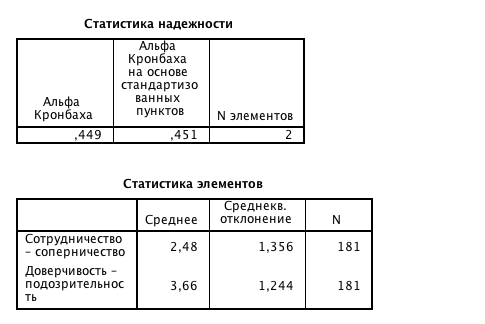 Статистика надежности
Альфа
Кронбаха
Альфа
Кронбаха
на основе
стандартизо
ванных
пунктов
N элементов
,449 ,451 2
Статистика элементов
Среднее
Среднекв.
отклонение
N
Сотрудничество
– соперничество
2,48 1,356 181
Доверчивость –
подозрительнос
ть
3,66 1,244 181